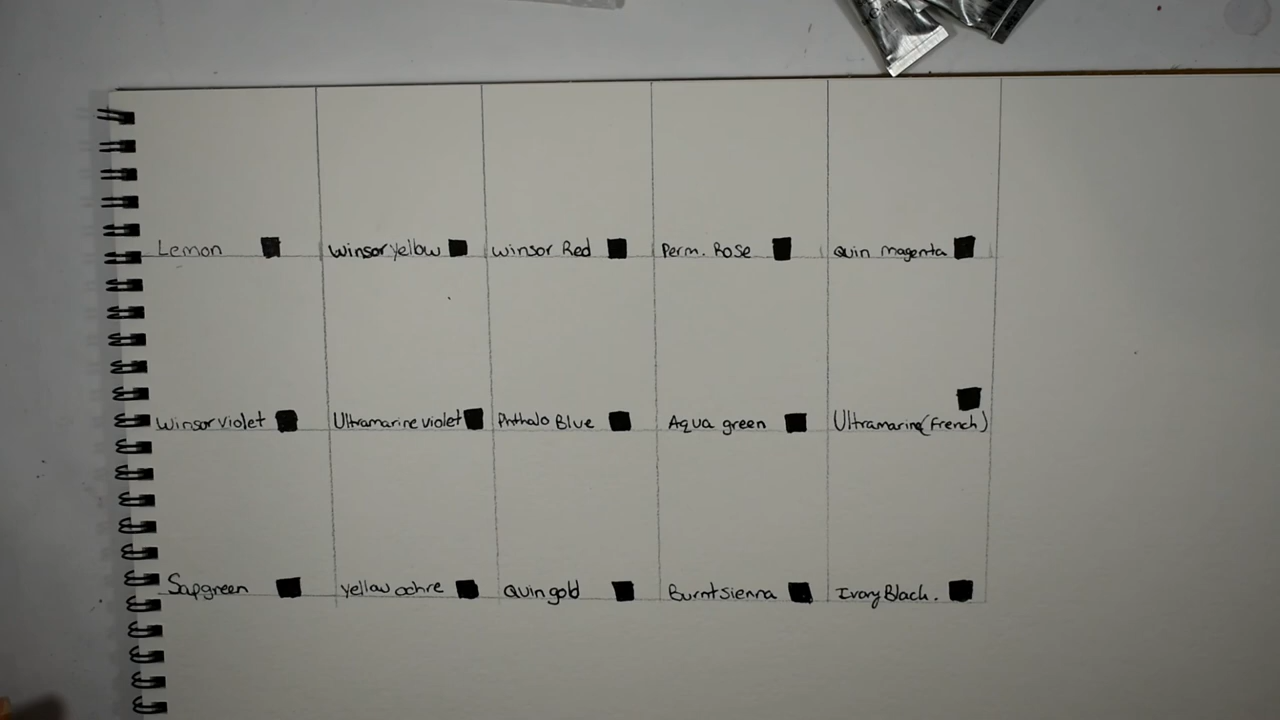 Lemon
Winsor yellow
Winsor Red
Perm. Rose
Quin magenta
Winsor violet
Ultramarine violet
Phthalo Blue
Aqua green
Ultramarine(French)
Sapgreen
yellow ochre
Quin gold
Burnt sienna
Ivory Black.